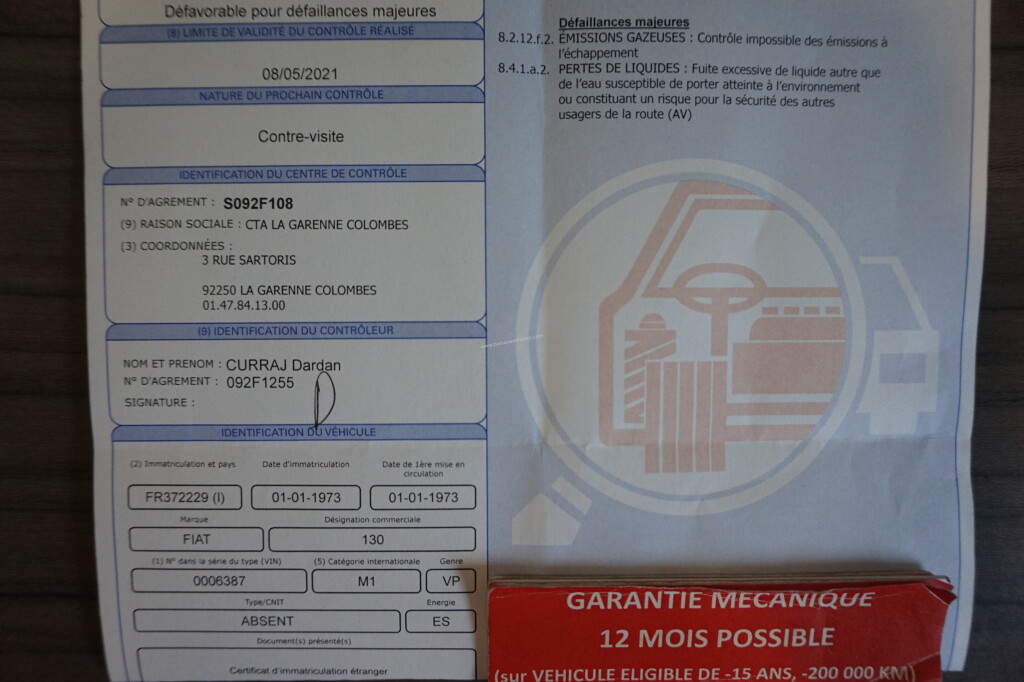 Défavorable pour défaillances majeures
(8) LIMITE DE VALIDITÉ DU CONTRÔLE RÉALISÉ
08/05/2021
NATURE DU PROCHAIN CONTRÔLE
Contre-visite
IDENTIFICATION DU CENTRE DE CONTRÔLE
N° D'AGREMENT : S092F108
(9) RAISON SOCIALE : CTA LA GARENNE COLOMBES
(3) COORDONNÉES :
3 RUE SARTORIS
92250 LA GARENNE COLOMBES
01.47.84.13.00
(9) IDENTIFICATION DU CONTRÔLEUR
NOM ET PRENOM : CURRAJ Dardan
N° D'AGREMENT : 092F1255
SIGNATURE :
IDENTIFICATION DU VÉHICULE
(2) Immatriculation et pays
Date d'immatriculation
Date de 1ère mise en
circulation
FR372229 (I)
01-01-1973
01-01-1973
Marque
Désignation commerciale
FIAT
130
(1) N° dans la série du type (VIN)
(5) Catégorie internationale
Genre
0006387
M1
VP
Type/CNIT
Energie
ABSENT
ES
Document(s) présenté(s)
Certificat d'immatriculation étranger
Défaillances majeures
8.2.12.f.2. ÉMISSIONS GAZEUSES : Contrôle impossible des émissions à
l'échappement
8.4.1.a.2. PERTES DE LIQUIDES : Fuite excessive de liquide autre que
de l'eau susceptible de porter atteinte à l'environnement
ou constituant un risque pour la sécurité des autres
usagers de la route (AV)
GARANTIE MECANIQUE
12 MOIS POSSIBLE
(sur VEHICULE ELIGIBLE DE -15 ANS, -200 000 KM)